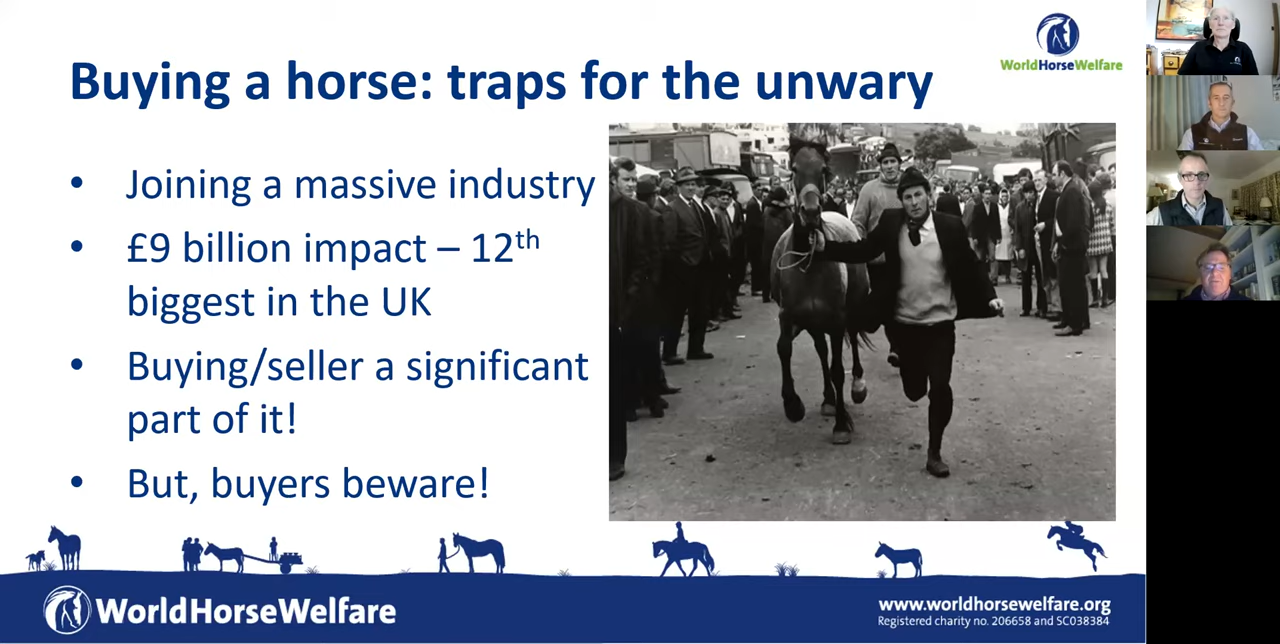 WorldHorseWelfare
Buying a horse: traps for the unwary
• Joining a massive industry
• £9 billion impact – 12th
biggest in the UK
• Buying/seller a significant
part of it!
• But, buyers beware!
WorldHorseWelfare
www.worldhorsewelfare.org
Registered charity no. 206658 and SC038384